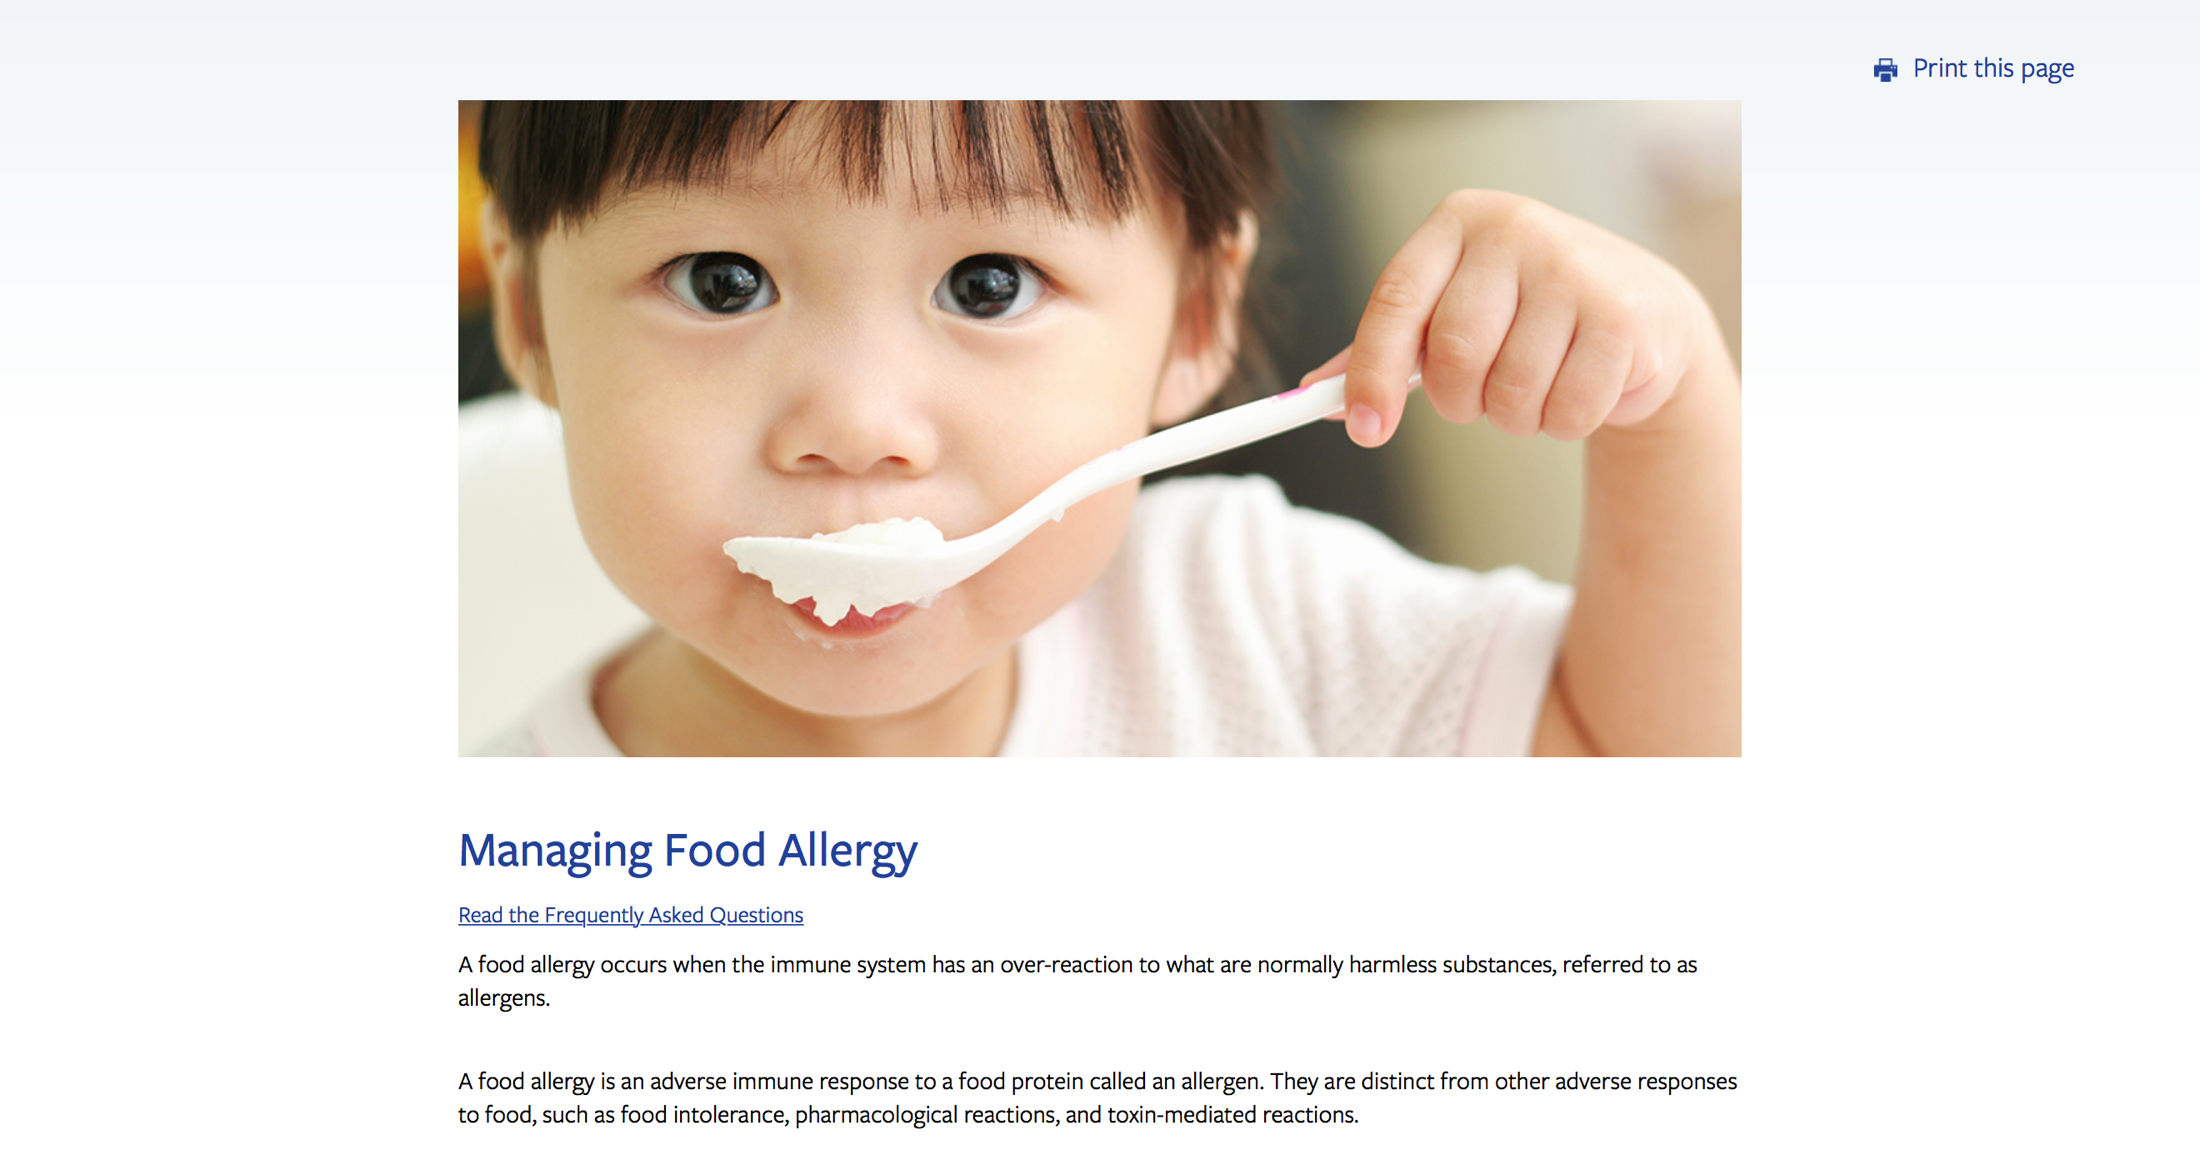 Print this page
Managing Food Allergy
Read the Frequently Asked Questions
A food allergy occurs when the immune system has an over-reaction to what are normally harmless substances, referred to as
allergens.
A food allergy is an adverse immune response to a food protein called an allergen. They are distinct from other adverse responses
to food, such as food intolerance, pharmacological reactions, and toxin-mediated reactions.